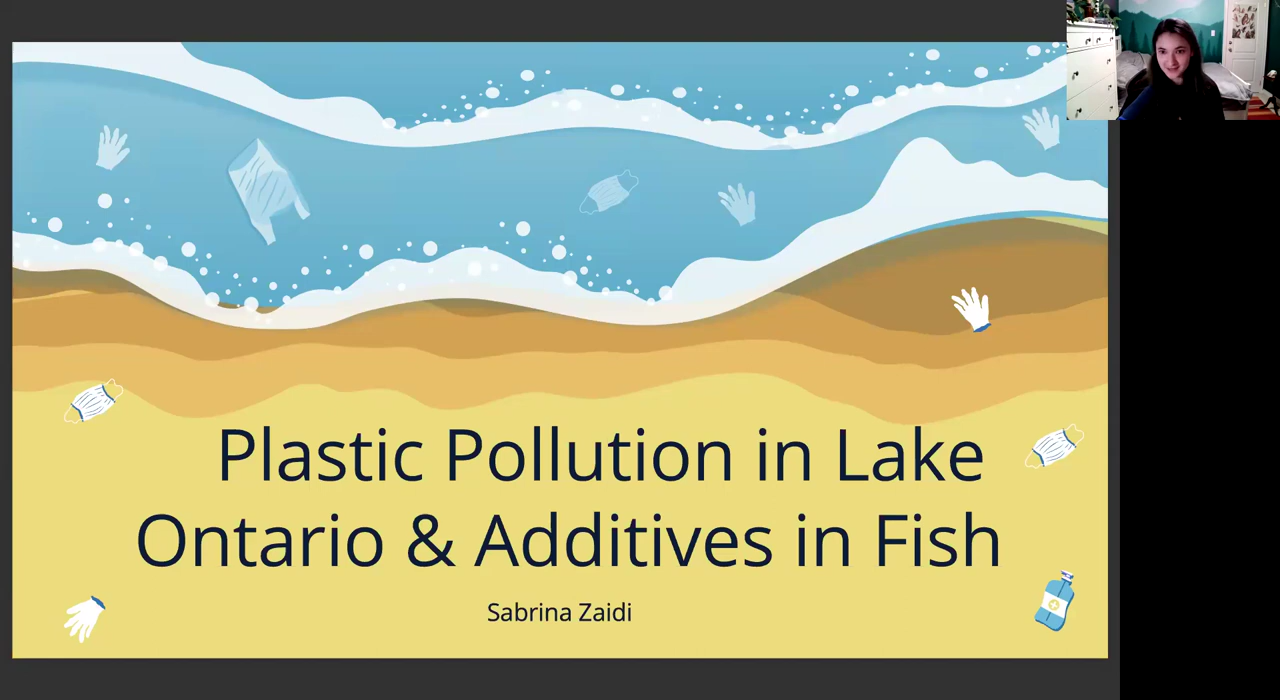 Plastic Pollution in Lake
Ontario & Additives in Fish
Sabrina Zaidi